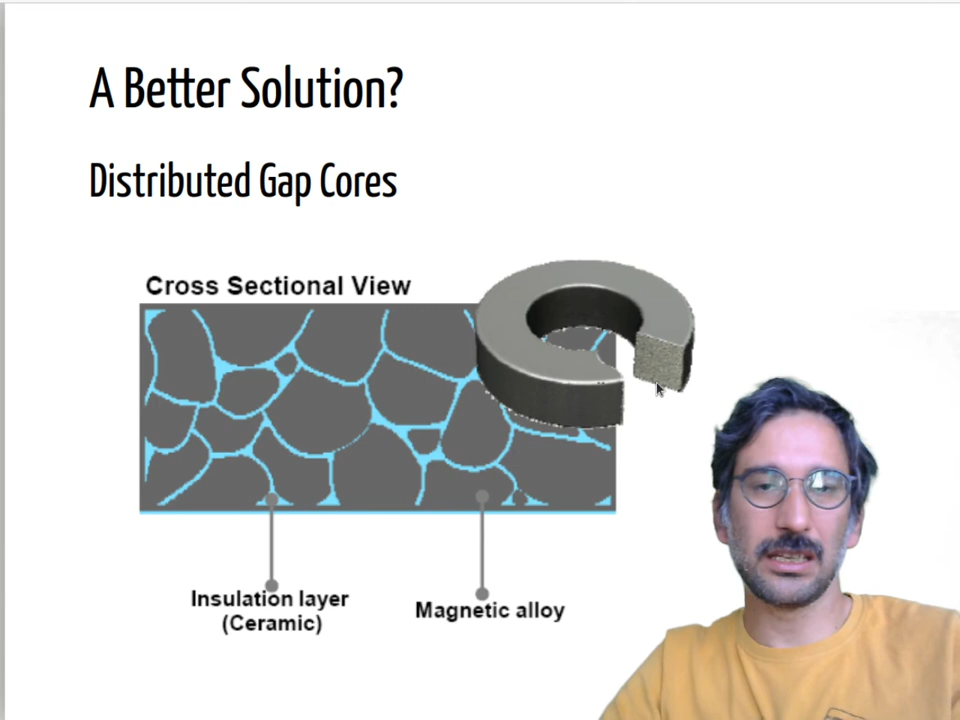 A Better Solution?
Distributed Gap Cores
Cross Sectional View
Insulation layer
(Ceramic)
Magnetic alloy